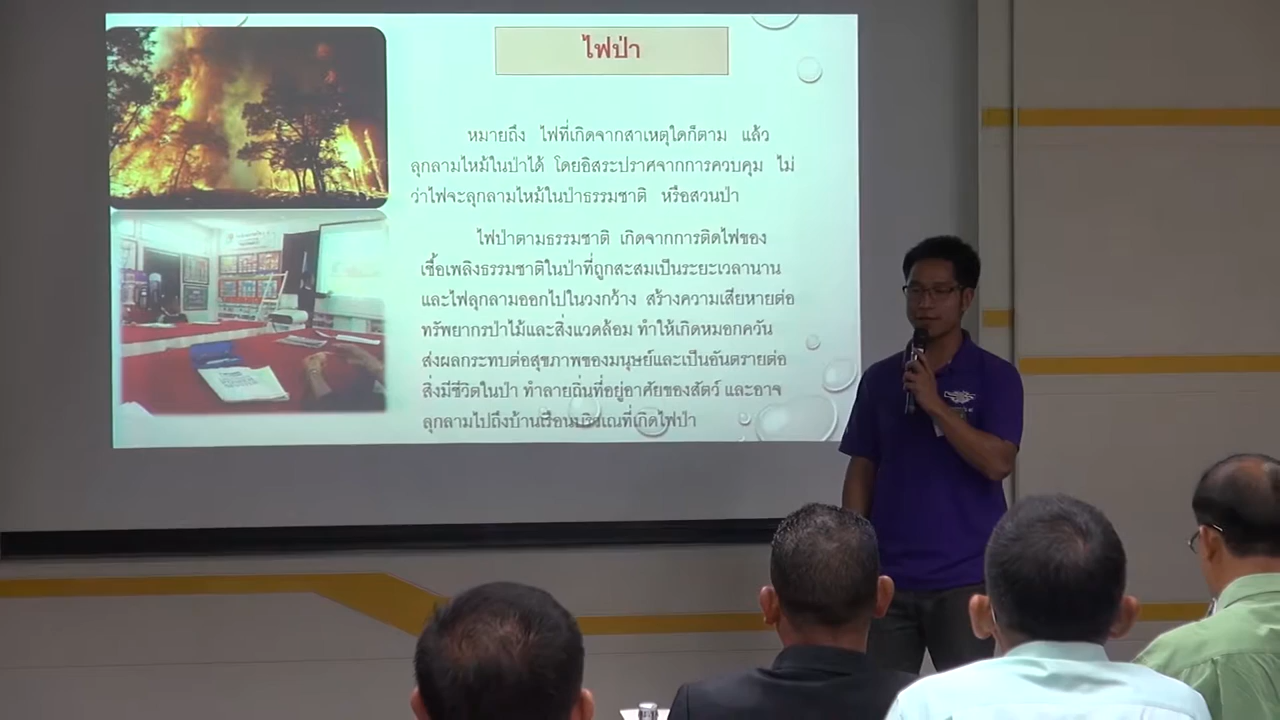 ไฟป่า
หมายถึง ไฟที่เกิดจากสาเหตุใดก็ตาม แล้ว
ลุกลามไหม้ในป่าได้ โดยอิสระปราศจากการควบคุม ไม่
ว่าไฟจะลุกลามไหม้ในป่าธรรมชาติ หรือสวนป่า
ไฟป่าตามธรรมชาติ เกิดจากการติดไฟของ
เชื้อเพลิงธรรมชาติในป่าที่ถูกสะสมเป็นระยะเวลานาน
และไฟลุกลามออกไปในวงกว้าง สร้างความเสียหายต่อ
ทรัพยากรป่าไม้และสิ่งแวดล้อม ทำให้เกิดหมอกควัน
ส่งผลกระทบต่อสุขภาพของมนุษย์และเป็นอันตรายต่อ
สิ่งมีชีวิตในป่า ทำลายถิ่นที่อยู่อาศัยของสัตว์ และอาจ
ลุกลามไปถึงบ้านเรือนบริเวณที่เกิดไฟป่า